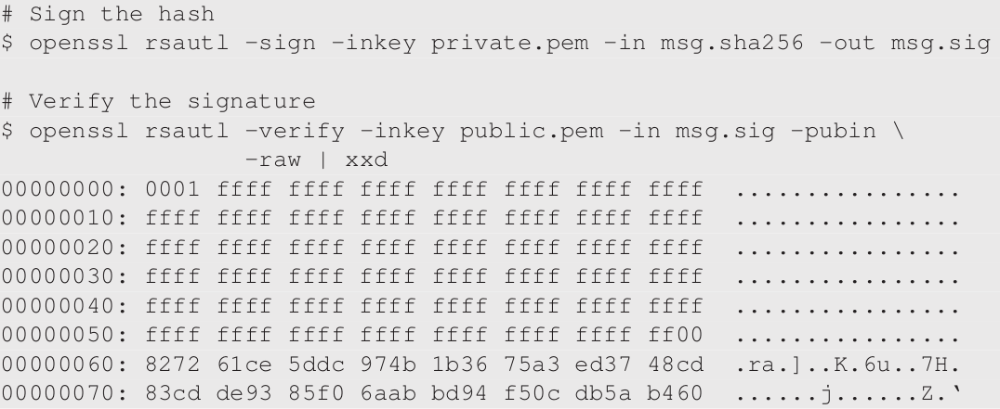 # Sign the hash
$ openssl rsautl -sign -inkey private.pem -in msg.sha256 -out msg.sig

# Verify the signature
$ openssl rsautl -verify -inkey public.pem -in msg.sig -pubin \
                 -raw | xxd
00000000: 0001 ffff ffff ffff ffff ffff ffff ffff  ................
00000010: ffff ffff ffff ffff ffff ffff ffff ffff  ................
00000020: ffff ffff ffff ffff ffff ffff ffff ffff  ................
00000030: ffff ffff ffff ffff ffff ffff ffff ffff  ................
00000040: ffff ffff ffff ffff ffff ffff ffff ffff  ................
00000050: ffff ffff ffff ffff ffff ffff ffff ff00  ................
00000060: 8272 61ce 5ddc 974b 1b36 75a3 ed37 48cd  .ra.]..K.6u..7H.
00000070: 83cd de93 85f0 6aab bd94 f50c db5a b460  ......j......Z.‘